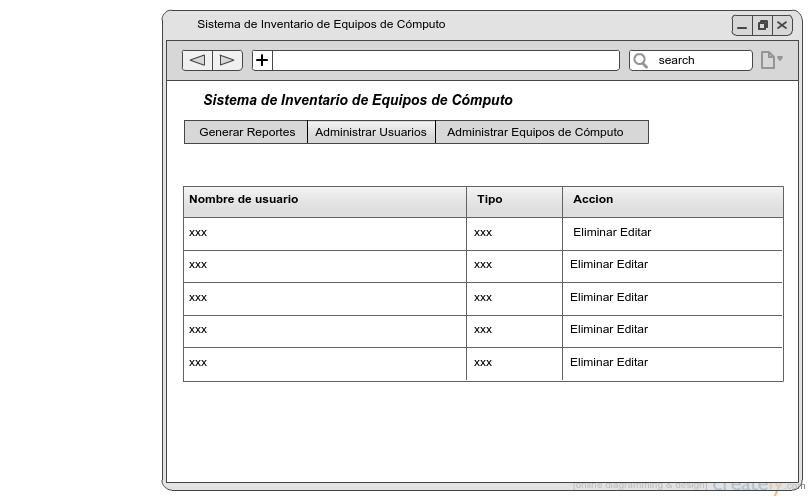 Sistema de Inventario de Equipos de Cómputo
search
Sistema de Inventario de Equipos de Cómputo
Generar Reportes Administrar Usuarios Administrar Equipos de Cómputo
Nombre de usuario Tipo Accion
xxx xxx Eliminar Editar
xxx xxx Eliminar Editar
xxx xxx Eliminar Editar
xxx xxx Eliminar Editar
xxx xxx Eliminar Editar
[online diagramming & design] creately.com